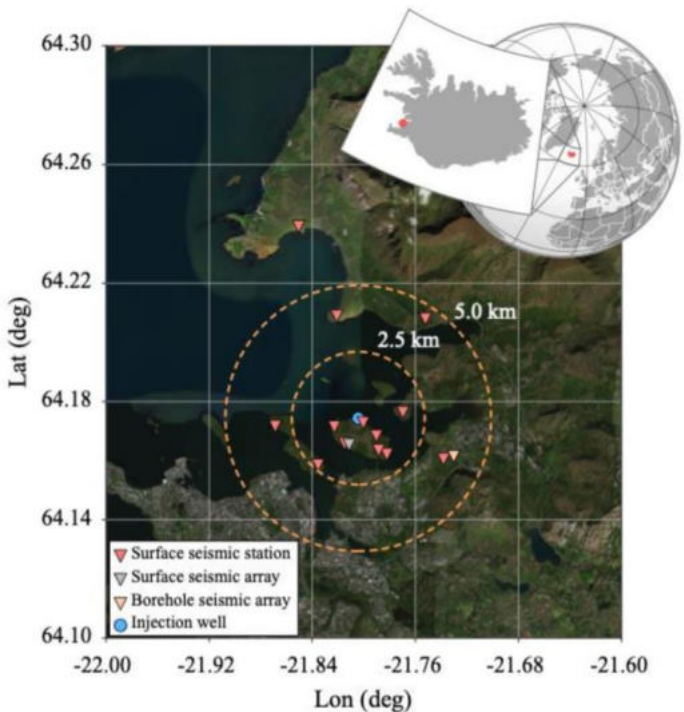 64.30
64.26
64.22
64.18
64.14
64.10
Lat (deg)
5.0 km
2.5 km
Surface seismic station
Surface seismic array
Borehole seismic array
Injection well
-22.00 -21.92 -21.84 -21.76 -21.68 -21.60
Lon (deg)